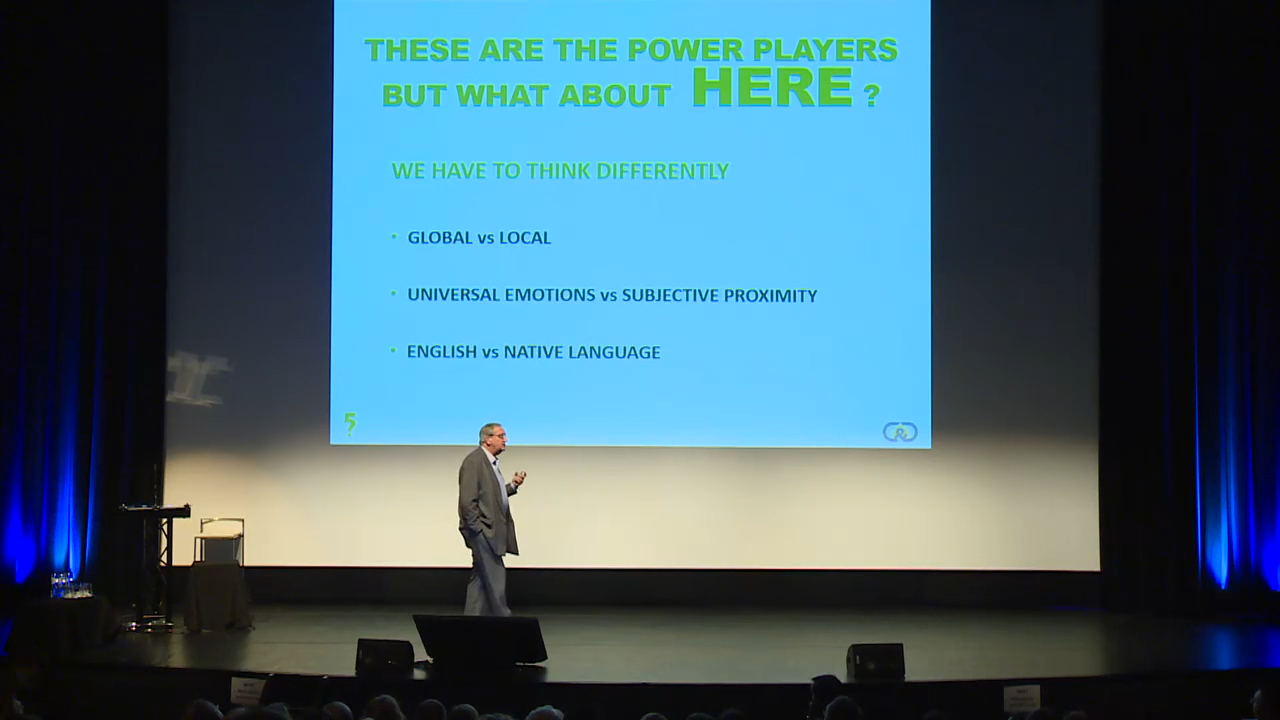 THESE ARE THE POWER PLAYERS
BUT WHAT ABOUT HERE ?
WE HAVE TO THINK DIFFERENTLY
• GLOBAL vs LOCAL
• UNIVERSAL EMOTIONS vs SUBJECTIVE PROXIMITY
• ENGLISH vs NATIVE LANGUAGE